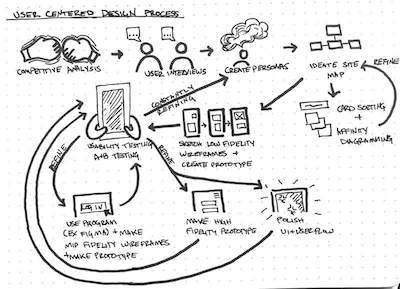 USER CENTERED DESIGN PROCESS
COMPETITIVE ANALYSIS
USER INTERVIEWS
CREATE PERSONAS
IDEATE SITE
MAP
REFINE
CARD SORTING
+
AFFINITY
DIAGRAMMING
CONSTANTLY
REFINING
SKETCH LOW FIDELITY
WIREFRAMES +
CREATE PROTOTYPE
USABILITY TESTING
A+B TESTING
REFINE
REFINE
LOG IN
USE PROGRAM
(EX FIGMA) + MAKE
MID FIDELITY WIREFRAMES
+ MAKE PROTOTYPE
MAKE HIGH
FIDELITY PROTOTYPE
POLISH
UI + USERFLOW